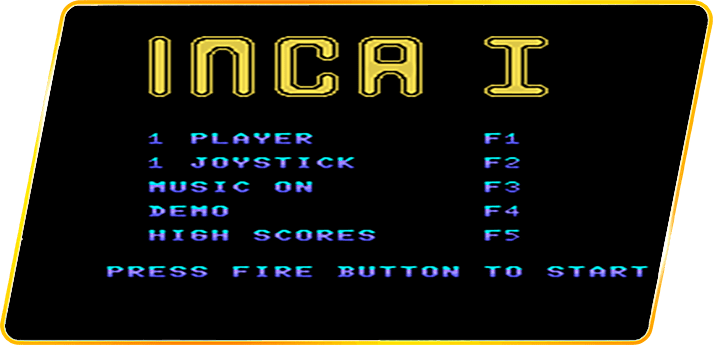 INCA I
1 PLAYER F1
1 JOYSTICK F2
MUSIC ON F3
DEMO F4
HIGH SCORES F5
PRESS FIRE BUTTON TO START